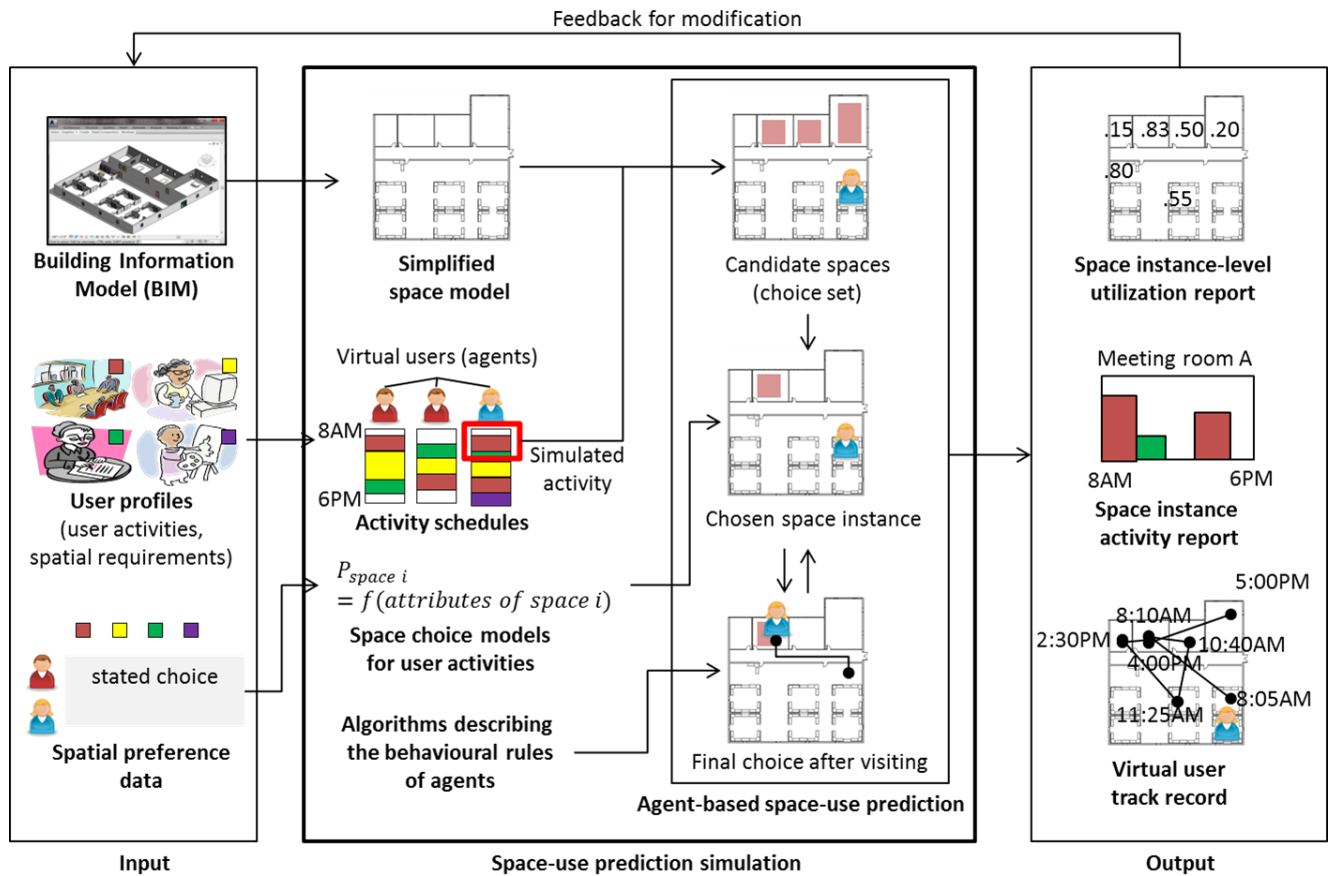 Feedback for modification
Building Information
Model (BIM)
User profiles
(user activities,
spatial requirements)
stated choice
Spatial preference
data
Input
Simplified
space model
Virtual users (agents)
8AM
6PM
Simulated
activity
Activity schedules
P space i
= f(attributes of space i)
Space choice models
for user activities
Algorithms describing
the behavioural rules
of agents
Candidate spaces
(choice set)
Chosen space instance
Final choice after visiting
Agent-based space-use prediction
Space-use prediction simulation
.15 .83 .50 .20
.80
.55
Space instance-level
utilization report
Meeting room A
8AM 6PM
Space instance
activity report
5:00PM
8:10AM
2:30PM 10:40AM
4:00PM
8:05AM
11:25AM
Virtual user
track record
Output